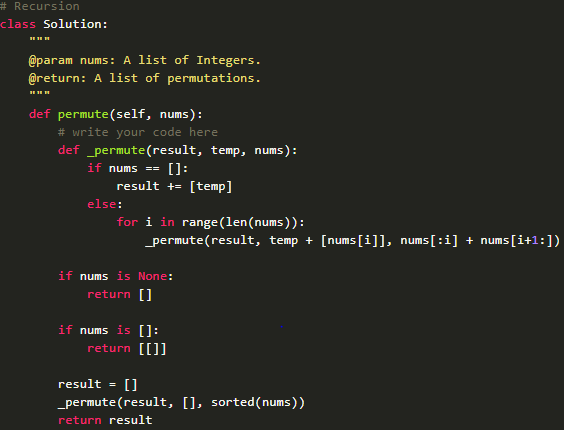 # Recursion
class Solution:
    """
    @param nums: A list of Integers.
    @return: A list of permutations.
    """
    def permute(self, nums):
        # write your code here
        def _permute(result, temp, nums):
            if nums == []:
                result += [temp]
            else:
                for i in range(len(nums)):
                    _permute(result, temp + [nums[i]], nums[:i] + nums[i+1:])

        if nums is None:
            return []

        if nums is []:
            return [[]]

        result = []
        _permute(result, [], sorted(nums))
        return result